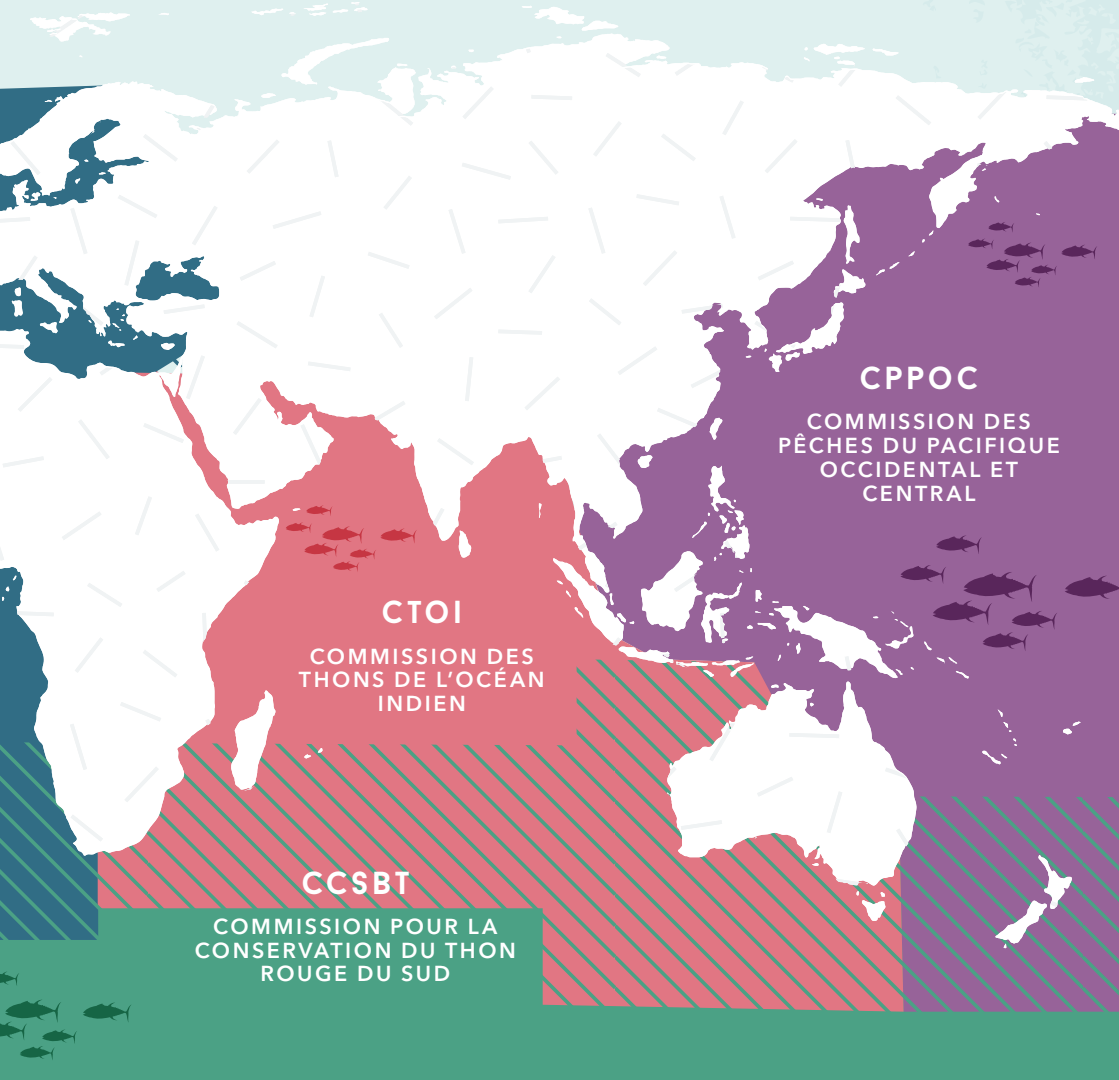 CPPOC
COMMISSION DES
PÊCHES DU PACIFIQUE
OCCIDENTAL ET
CENTRAL
CTOI
COMMISSION DES
THONS DE L'OCÉAN
INDIEN
CCSBT
COMMISSION POUR LA
CONSERVATION DU THON
ROUGE DU SUD